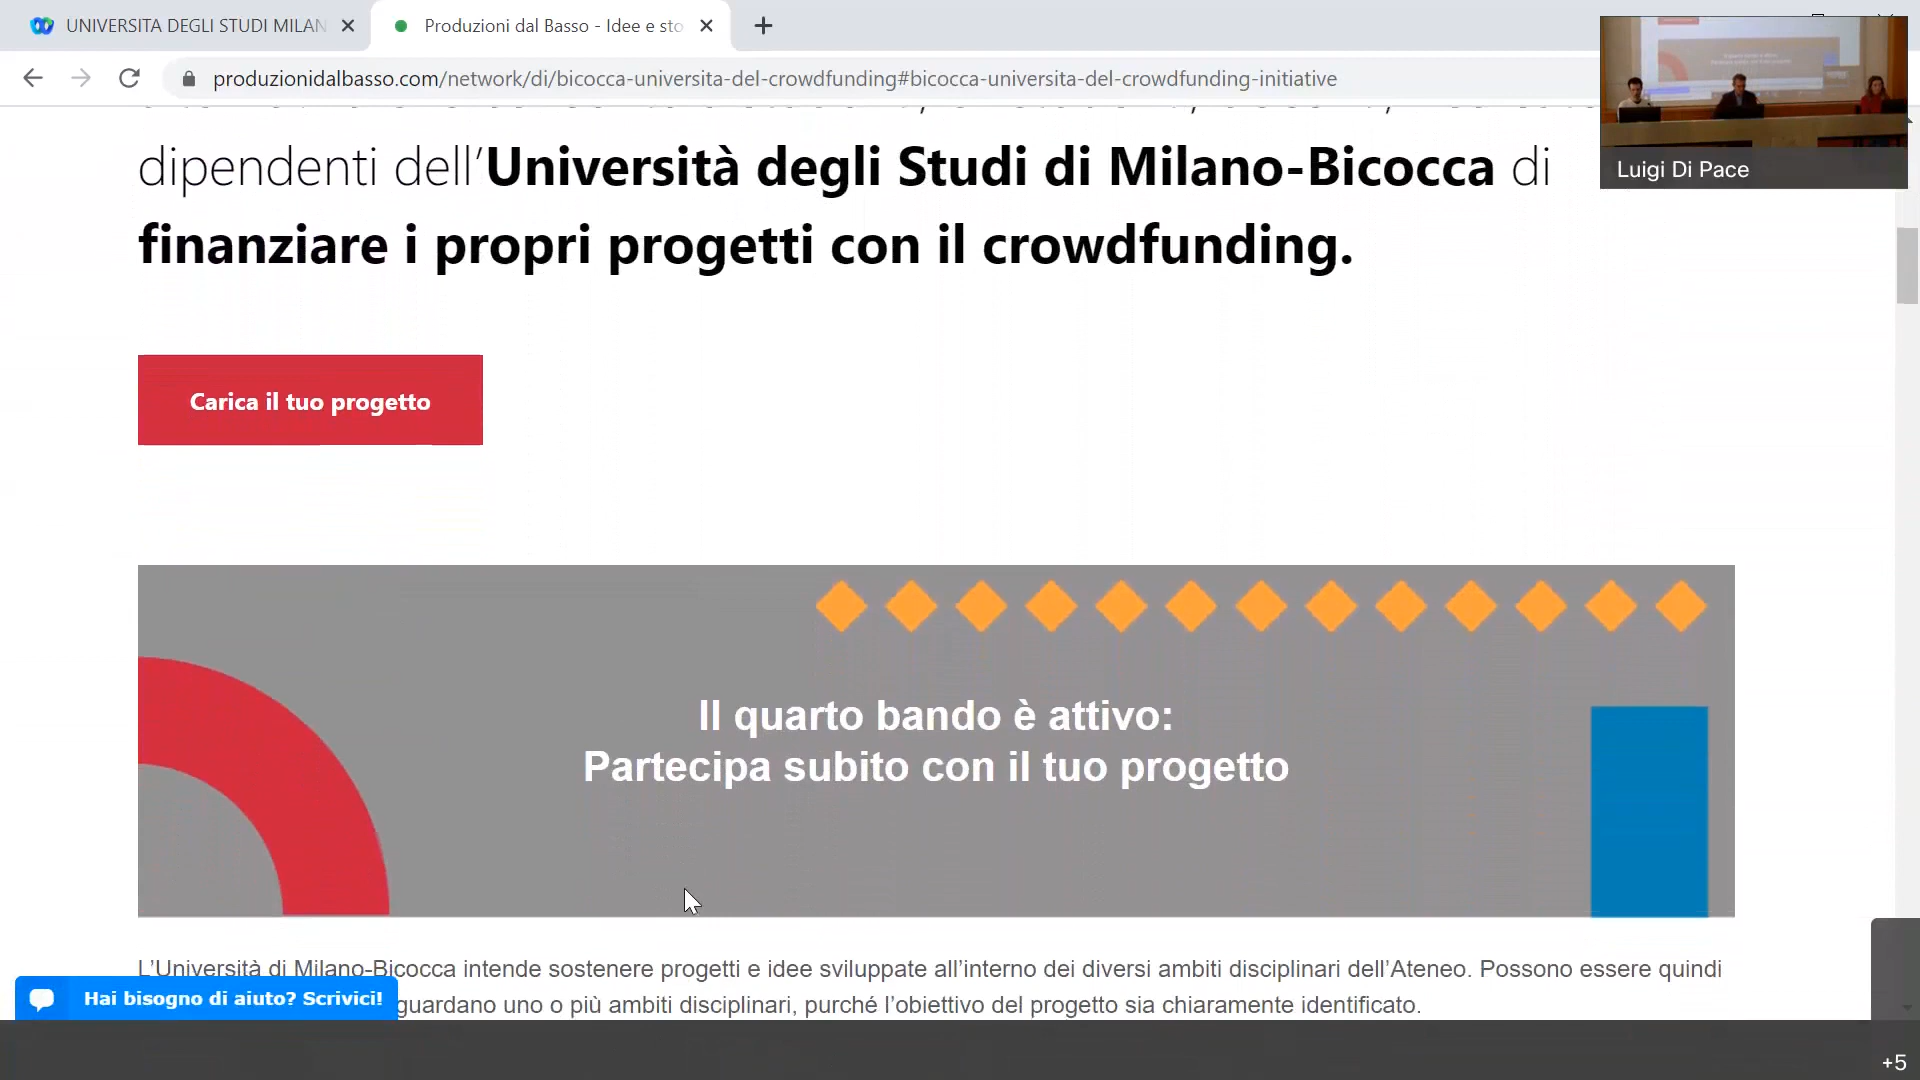 UNIVERSITA DEGLI STUDI MILAN
Produzioni dal Basso - Idee e sto
produzionidalbasso.com/network/di/bicocca-universita-del-crowdfunding#bicocca-universita-del-crowdfunding-initiative
Luigi Di Pace
dipendenti dell’Università degli Studi di Milano-Bicocca di
finanziare i propri progetti con il crowdfunding.
Carica il tuo progetto
Il quarto bando è attivo:
Partecipa subito con il tuo progetto
L’Università di Milano-Bicocca intende sostenere progetti e idee sviluppate all’interno dei diversi ambiti disciplinari dell’Ateneo. Possono essere quindi
guardano uno o più ambiti disciplinari, purché l’obiettivo del progetto sia chiaramente identificato.
Hai bisogno di aiuto? Scrivici!
+5